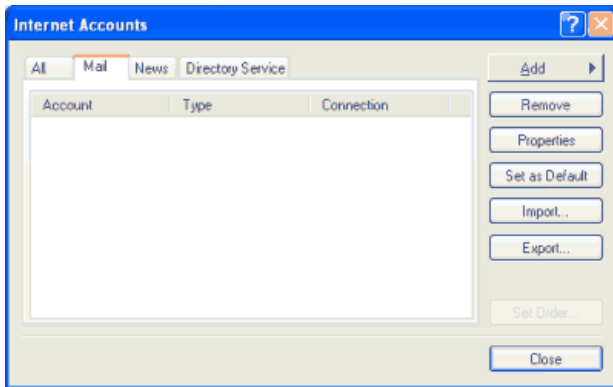 Internet Accounts
All Mail News Directory Service
Account Type Connection
Add
Remove
Properties
Set as Default
Import...
Export...
Set Order...
Close